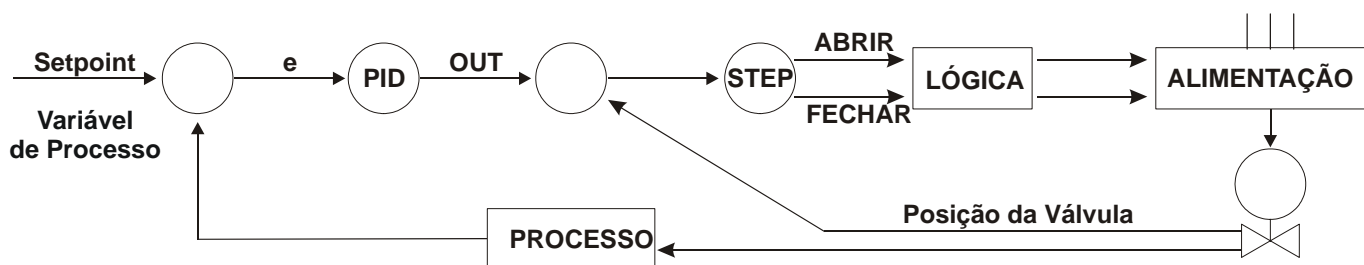 Setpoint
e
PID
OUT
STEP
ABRIR
FECHAR
LÓGICA
ALIMENTAÇÃO
Variável
de Processo
Posição da Válvula
PROCESSO